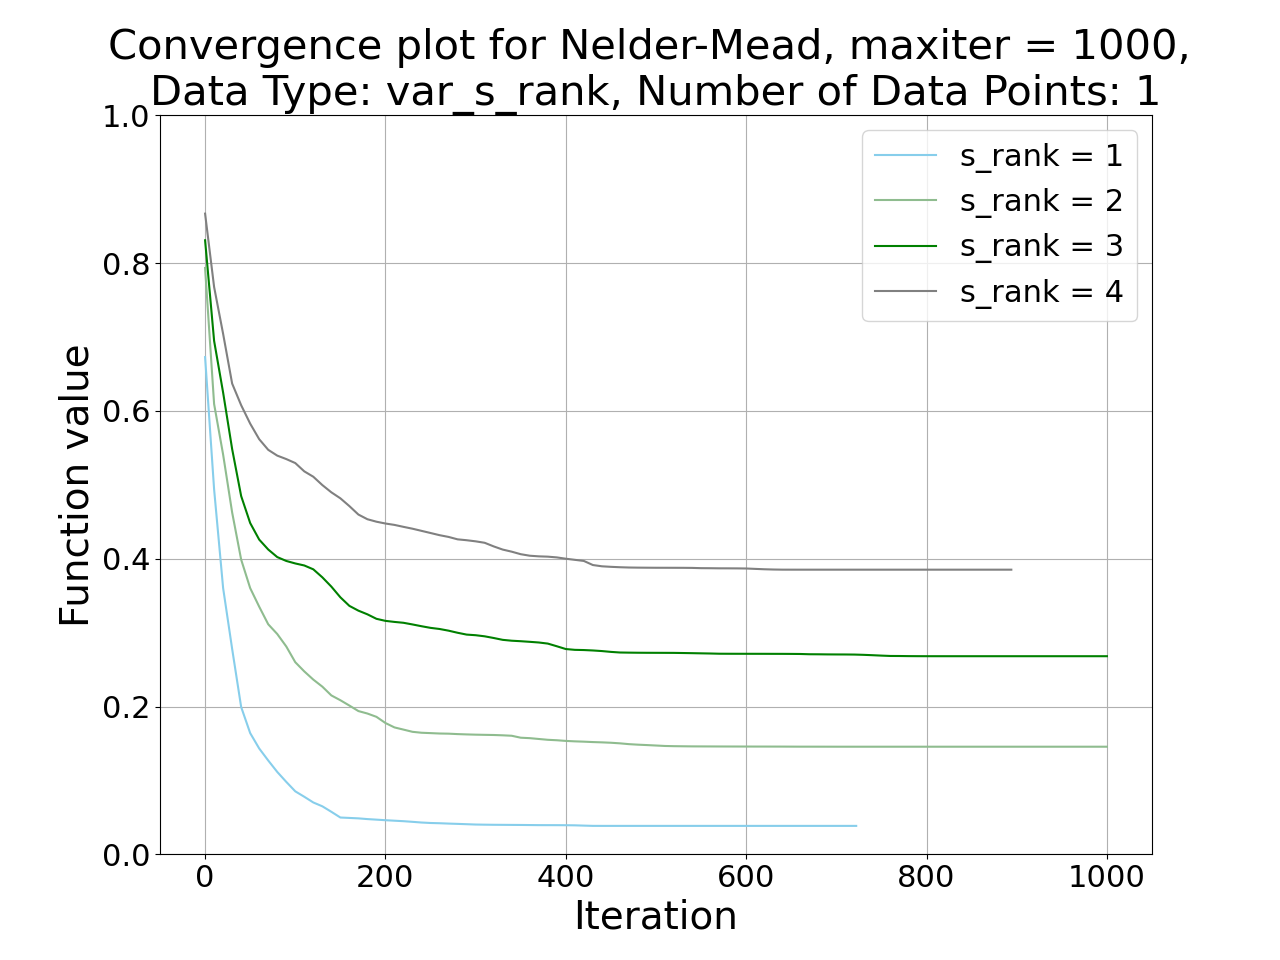 Convergence plot for Nelder-Mead, maxiter = 1000,
Data Type: var_s_rank, Number of Data Points: 1
1.0
0.8
0.6
0.4
0.2
0.0
Function value
s_rank = 1
s_rank = 2
s_rank = 3
s_rank = 4
0 200 400 600 800 1000
Iteration